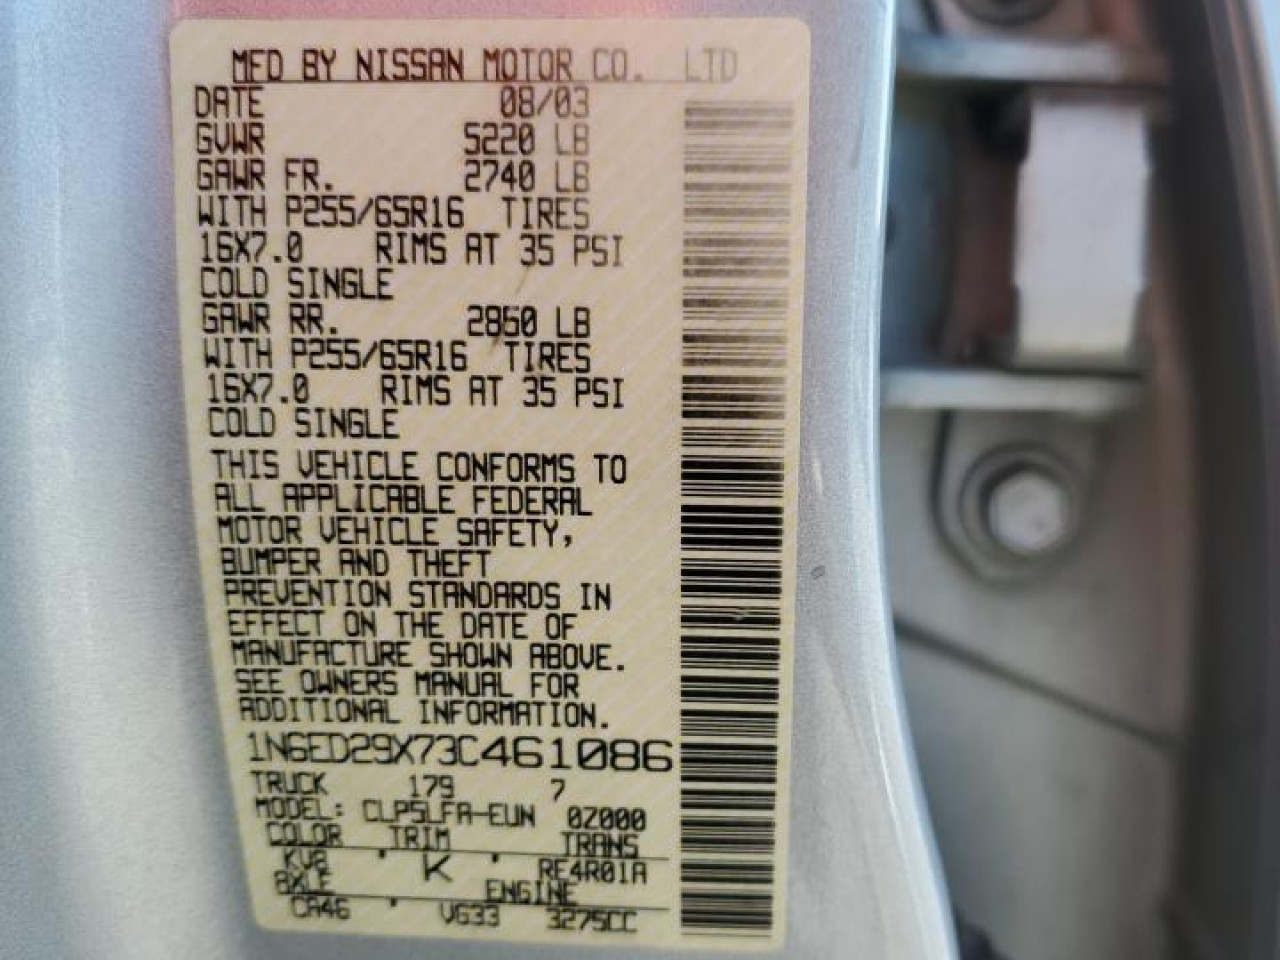 MFD BY NISSAN MOTOR CO. LTD
DATE 08/03
GVWR 5220 LB
GAWR FR. 2740 LB
WITH P255/65R16 TIRES
16X7.0 RIMS AT 35 PSI
COLD SINGLE
GAWR RR. 2860 LB
WITH P255/65R16 TIRES
16X7.0 RIMS AT 35 PSI
COLD SINGLE
THIS VEHICLE CONFORMS TO
ALL APPLICABLE FEDERAL
MOTOR VEHICLE SAFETY,
BUMPER AND THEFT
PREVENTION STANDARDS IN
EFFECT ON THE DATE OF
MANUFACTURE SHOWN ABOVE.
SEE OWNERS MANUAL FOR
ADDITIONAL INFORMATION.
1N6ED29X73C461086
TRUCK 179 7
MODEL: CLP5LFA-EUN 0Z000
COLOR TRIM TRANS
KV2 ' K ' RE4R01A
AXLE ENGINE
CA46 ' VG33 3275CC